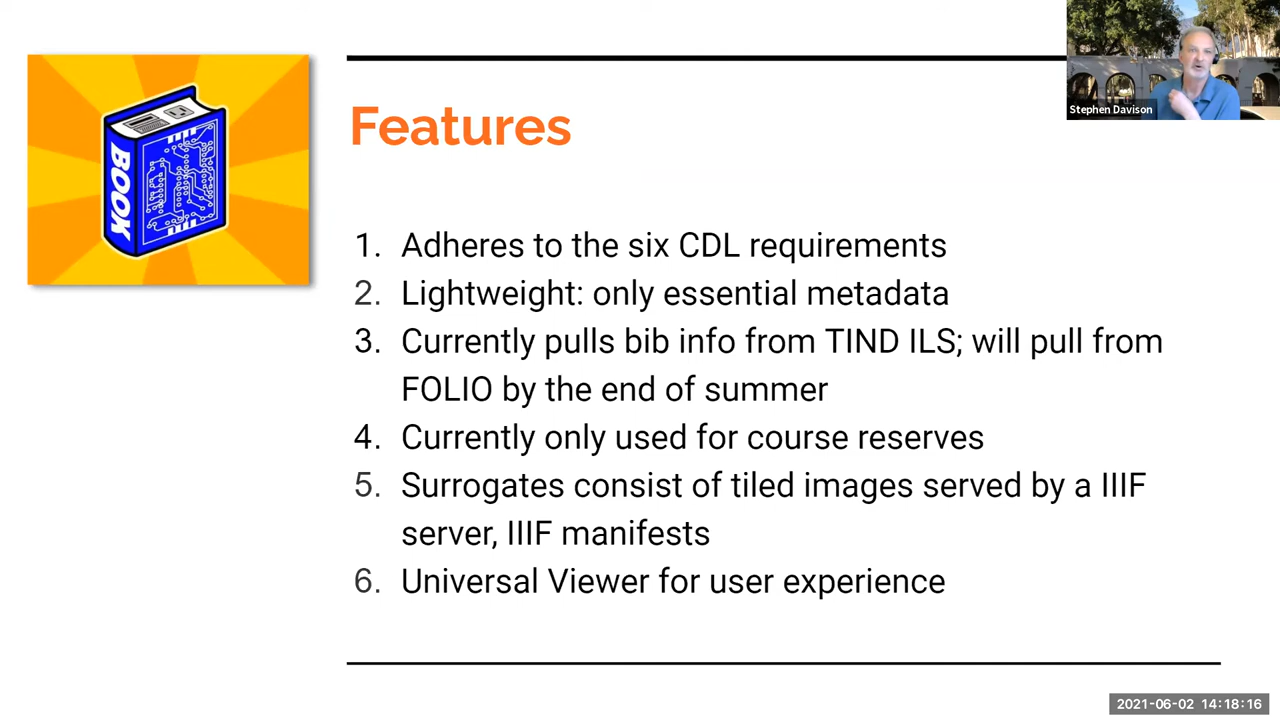 Stephen Davison
BOOK
Features
1. Adheres to the six CDL requirements
2. Lightweight: only essential metadata
3. Currently pulls bib info from TIND ILS; will pull from
FOLIO by the end of summer
4. Currently only used for course reserves
5. Surrogates consist of tiled images served by a IIIF
server, IIIF manifests
6. Universal Viewer for user experience
2021-06-02 14:18:16